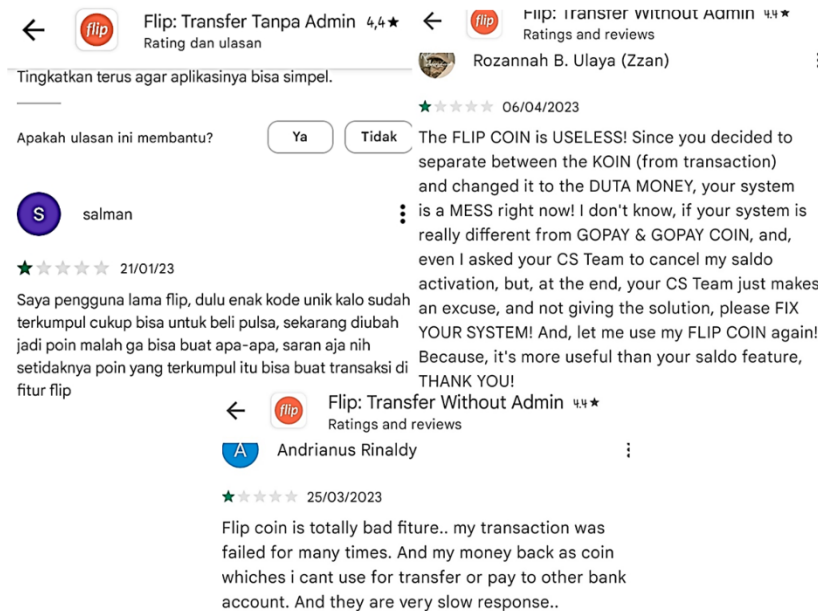 flip
Flip: Transfer Tanpa Admin 4,4★
Rating dan ulasan
Tingkatkan terus agar aplikasinya bisa simpel.
Apakah ulasan ini membantu?
Ya
Tidak
S
salman
21/01/23
Saya pengguna lama flip, dulu enak kode unik kalo sudah
terkumpul cukup bisa untuk beli pulsa, sekarang diubah
jadi poin malah ga bisa buat apa-apa, saran aja nih
setidaknya poin yang terkumpul itu bisa buat transaksi di
fitur flip
flip
Flip: Transfer Without Admin 4.4★
Ratings and reviews
Rozannah B. Ulaya (Zzan)
06/04/2023
The FLIP COIN is USELESS! Since you decided to
separate between the KOIN (from transaction)
and changed it to the DUTA MONEY, your system
is a MESS right now! I don't know, if your system is
really different from GOPAY & GOPAY COIN, and,
even I asked your CS Team to cancel my saldo
activation, but, at the end, your CS Team just makes
an excuse, and not giving the solution, please FIX
YOUR SYSTEM! And, let me use my FLIP COIN again!
Because, it's more useful than your saldo feature,
THANK YOU!
flip
Flip: Transfer Without Admin 4.4★
Ratings and reviews
A
Andrianus Rinaldy
25/03/2023
Flip coin is totally bad fiture.. my transaction was
failed for many times. And my money back as coin
whiches i cant use for transfer or pay to other bank
account. And they are very slow response..